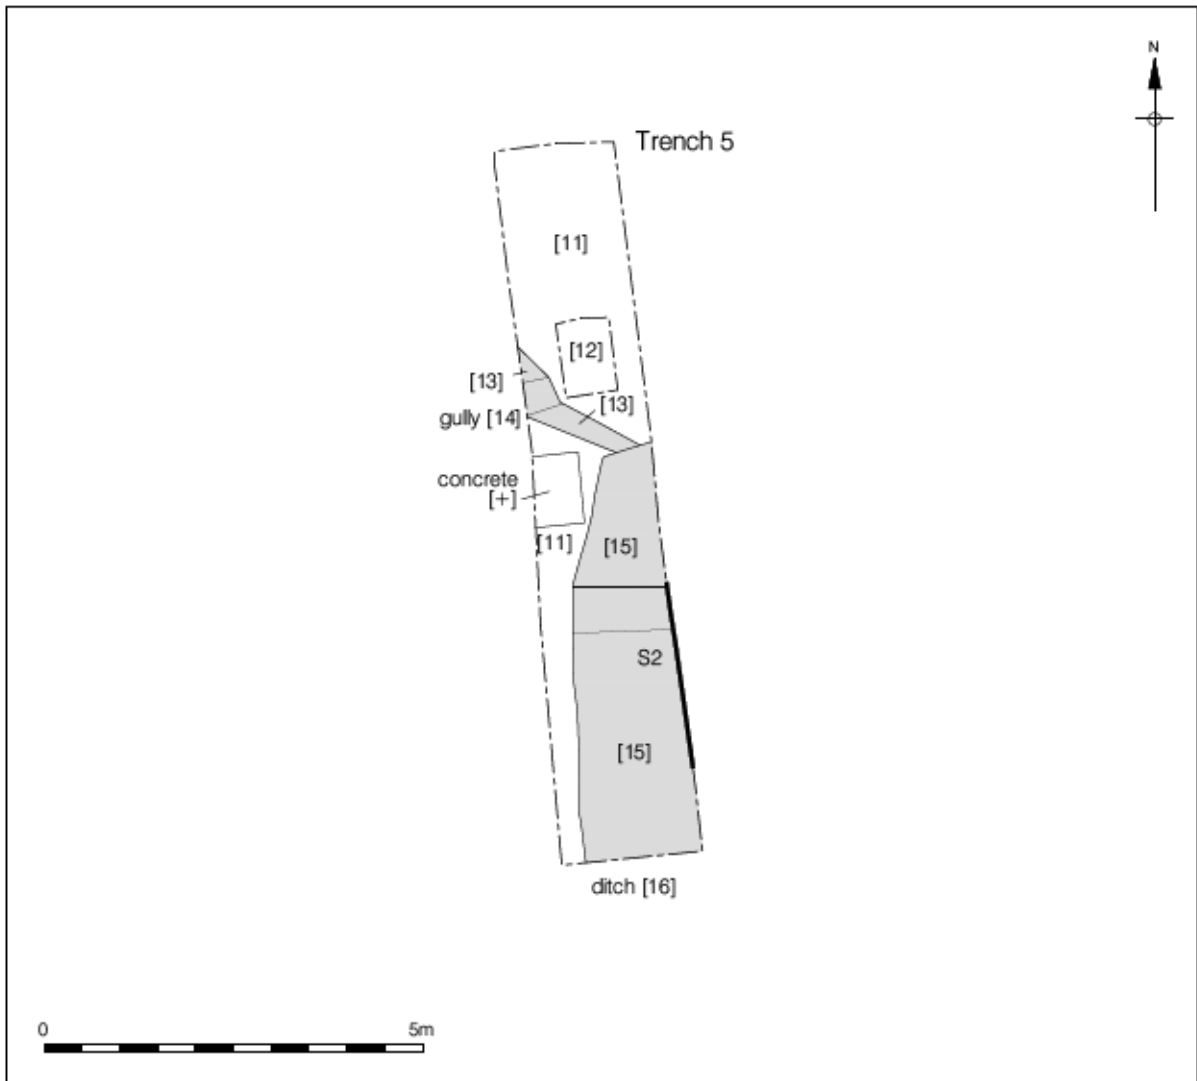 N
Trench 5
[11]
[12]
[13]
[13]
gully [14]
concrete
[+]
[11]
[15]
S2
[15]
ditch [16]
0
5m